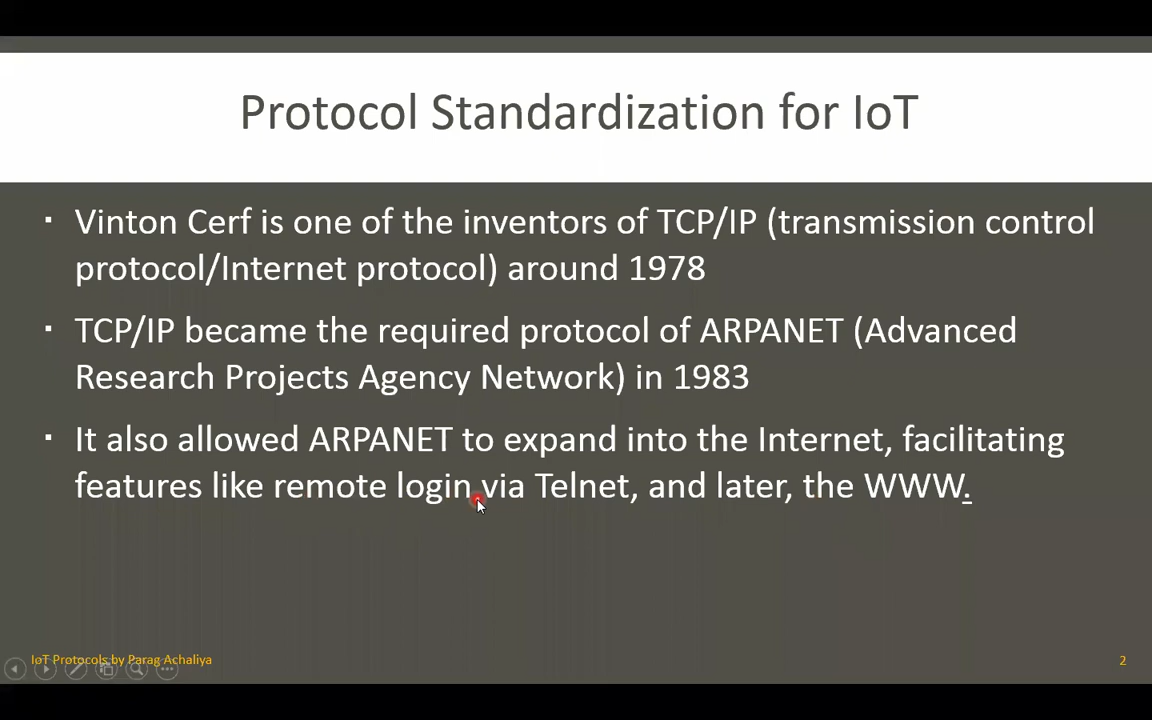 Protocol Standardization for IoT
▪ Vinton Cerf is one of the inventors of TCP/IP (transmission control
protocol/Internet protocol) around 1978
▪ TCP/IP became the required protocol of ARPANET (Advanced
Research Projects Agency Network) in 1983
▪ It also allowed ARPANET to expand into the Internet, facilitating
features like remote login via Telnet, and later, the WWW.
IoT Protocols by Parag Achaliya
2